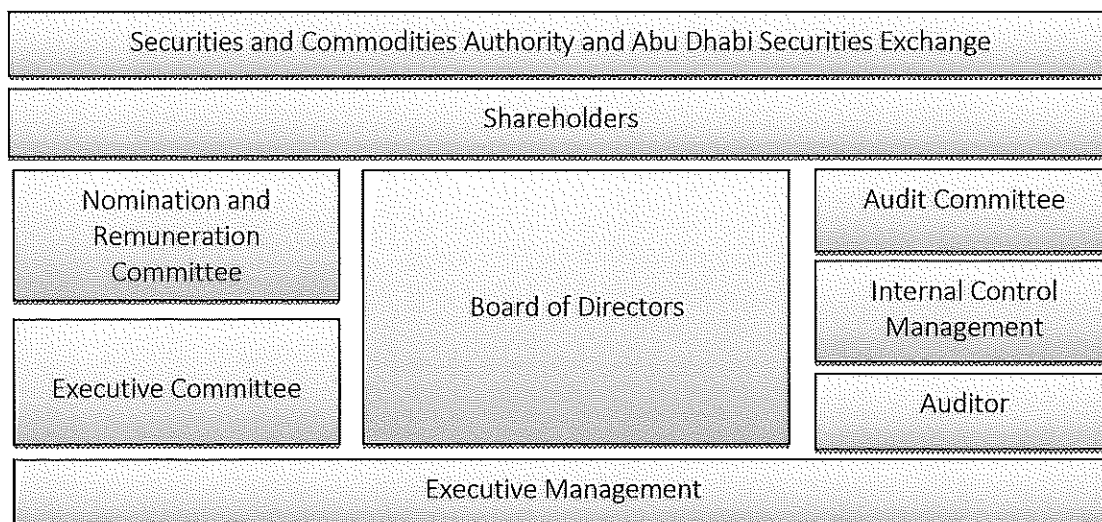 Securities and Commodities Authority and Abu Dhabi Securities Exchange
Shareholders
Nomination and
Remuneration
Committee
Executive Committee
Board of Directors
Audit Committee
Internal Control
Management
Auditor
Executive Management